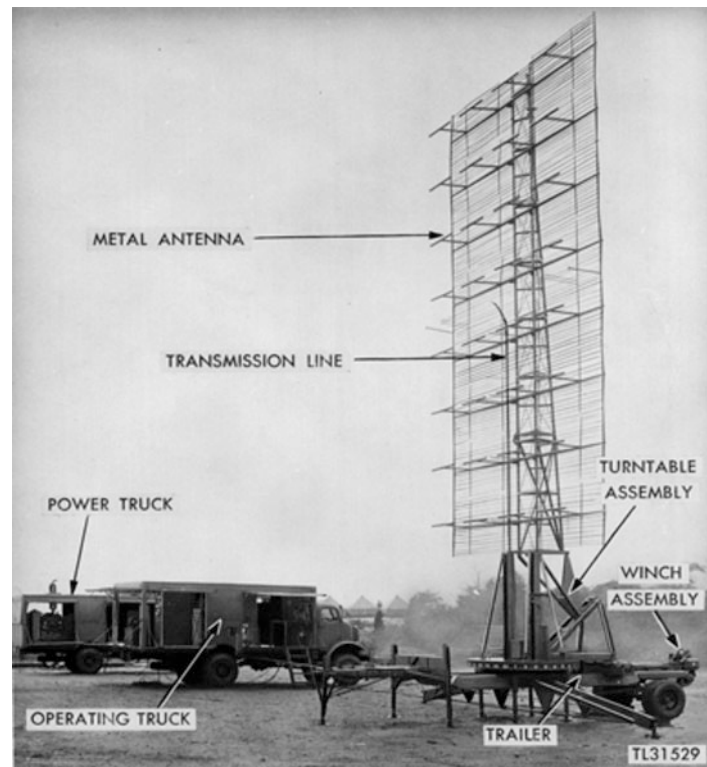 METAL ANTENNA
TRANSMISSION LINE
TURNTABLE
ASSEMBLY
POWER TRUCK
WINCH
ASSEMBLY
OPERATING TRUCK
TRAILER
TL31529